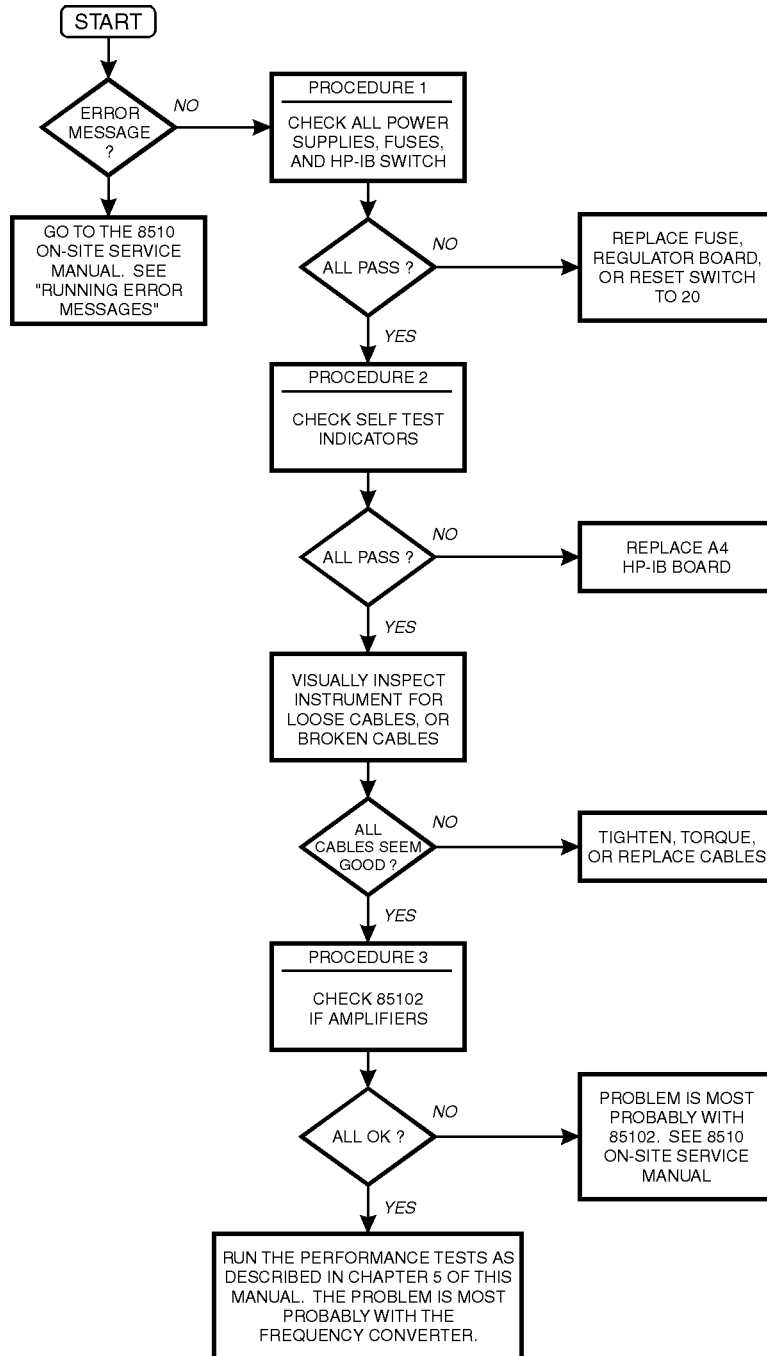 START
ERROR
MESSAGE
?
NO
PROCEDURE 1
CHECK ALL POWER
SUPPLIES, FUSES,
AND HP-IB SWITCH
GO TO THE 8510
ON-SITE SERVICE
MANUAL. SEE
"RUNNING ERROR
MESSAGES"
ALL PASS ?
NO
REPLACE FUSE,
REGULATOR BOARD,
OR RESET SWITCH
TO 20
YES
PROCEDURE 2
CHECK SELF TEST
INDICATORS
ALL PASS ?
NO
REPLACE A4
HP-IB BOARD
YES
VISUALLY INSPECT
INSTRUMENT FOR
LOOSE CABLES, OR
BROKEN CABLES
ALL
CABLES SEEM
GOOD ?
NO
TIGHTEN, TORQUE,
OR REPLACE CABLES
YES
PROCEDURE 3
CHECK 85102
IF AMPLIFIERS
ALL OK ?
NO
PROBLEM IS MOST
PROBABLY WITH
85102. SEE 8510
ON-SITE SERVICE
MANUAL
YES
RUN THE PERFORMANCE TESTS AS
DESCRIBED IN CHAPTER 5 OF THIS
MANUAL. THE PROBLEM IS MOST
PROBABLY WITH THE
FREQUENCY CONVERTER.